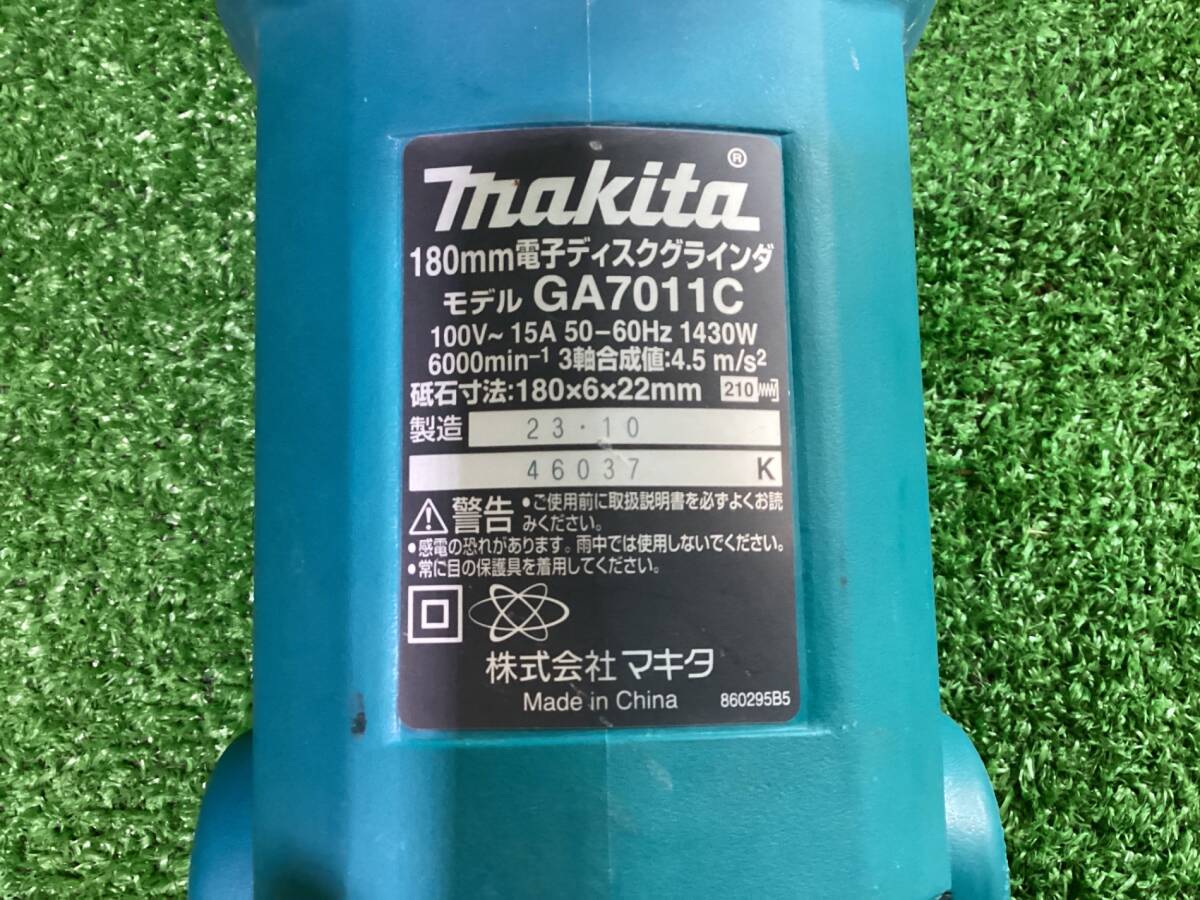 makita®
180mm電子ディスクグラインダ
モデル GA7011C
100V~ 15A 50-60Hz 1430W
6000min-1 3軸合成値:4.5 m/s2
砥石寸法:180×6×22mm 210
製造 23・10
46037 K
警告 •ご使用前に取扱説明書を必ずよくお読
みください。
•感電の恐れがあります。雨中では使用しないでください。
•常に目の保護具を着用してください。
株式会社 マキタ
Made in China 860295B5